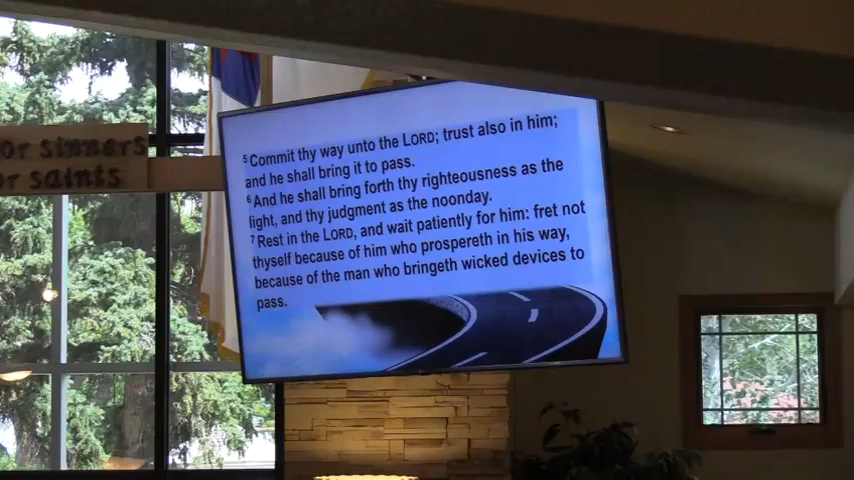 or sinners
or saints
5 Commit thy way unto the LORD; trust also in him;
and he shall bring it to pass.
6 And he shall bring forth thy righteousness as the
light, and thy judgment as the noonday.
7 Rest in the LORD, and wait patiently for him: fret not
thyself because of him who prospereth in his way,
because of the man who bringeth wicked devices to
pass.